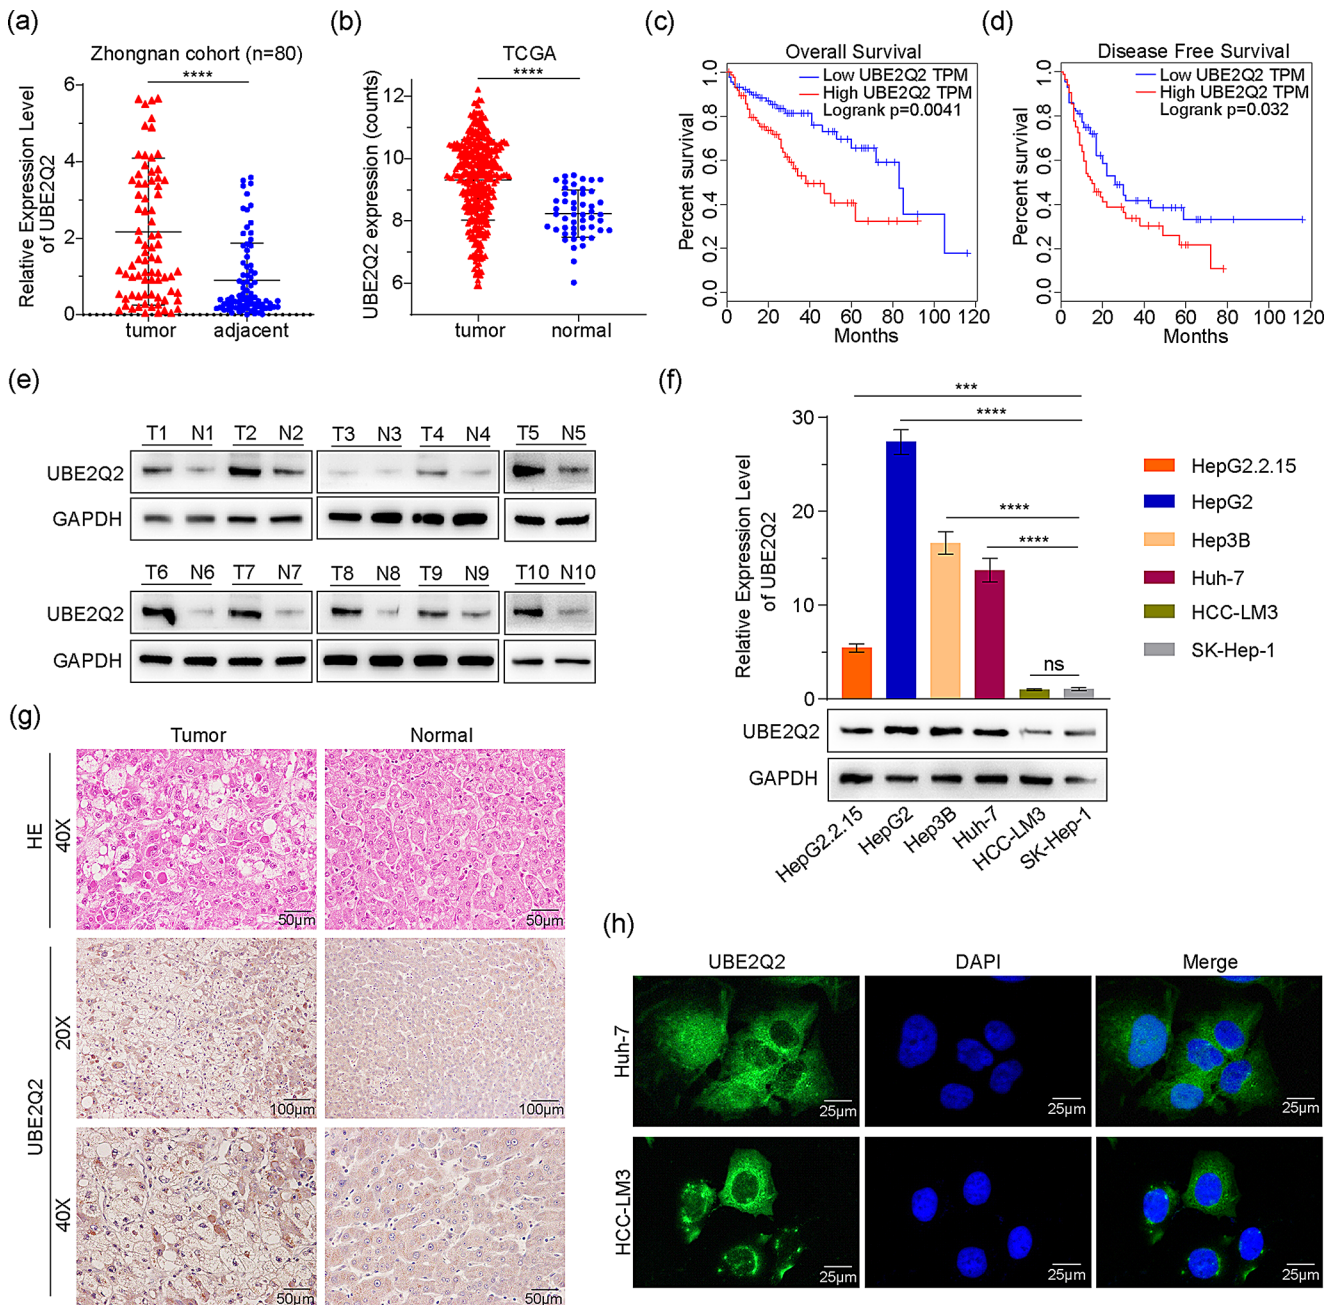 (a)
Zhongnan cohort (n=80)
****
Relative Expression Level
of UBE2Q2
6
4
2
0
tumor adjacent
(b)
TCGA
****
UBE2Q2 expression (counts)
12
10
8
6
tumor normal
(c)
Overall Survival
Low UBE2Q2 TPM
High UBE2Q2 TPM
Logrank p=0.0041
Percent survival
1.0
0.8
0.6
0.4
0.2
0.0
0 20 40 60 80 100 120
Months
(d)
Disease Free Survival
Low UBE2Q2 TPM
High UBE2Q2 TPM
Logrank p=0.032
Percent survival
1.0
0.8
0.6
0.4
0.2
0.0
0 20 40 60 80 100 120
Months
(e)
T1 N1 T2 N2 T3 N3 T4 N4 T5 N5
UBE2Q2
GAPDH
T6 N6 T7 N7 T8 N8 T9 N9 T10 N10
UBE2Q2
GAPDH
(f)
***
****
****
****
ns
Relative Expression Level
of UBE2Q2
30
20
10
0
HepG2.2.15
HepG2
Hep3B
Huh-7
HCC-LM3
SK-Hep-1
UBE2Q2
GAPDH
HepG2.2.15 HepG2 Hep3B Huh-7 HCC-LM3 SK-Hep-1
(g)
Tumor Normal
HE
40X
50μm 50μm
UBE2Q2
20X
100μm 100μm
40X
50μm 50μm
(h)
UBE2Q2 DAPI Merge
Huh-7
25μm 25μm 25μm
HCC-LM3
25μm 25μm 25μm